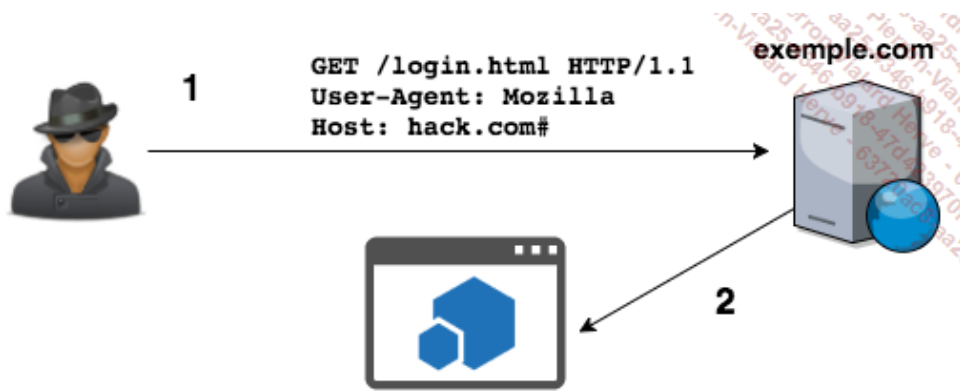 exemple.com
1
GET /login.html HTTP/1.1
User-Agent: Mozilla
Host: hack.com#
2